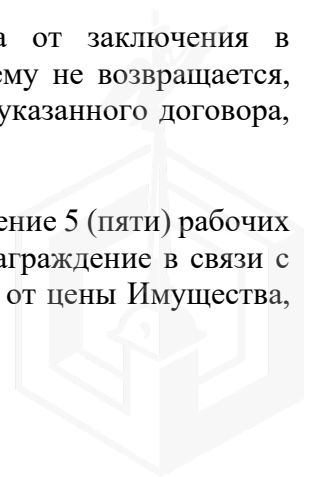 а от заключения в
ему не возвращается,
указанного договора,
ение 5 (пяти) рабочих
аграждение в связи с
от цены Имущества,